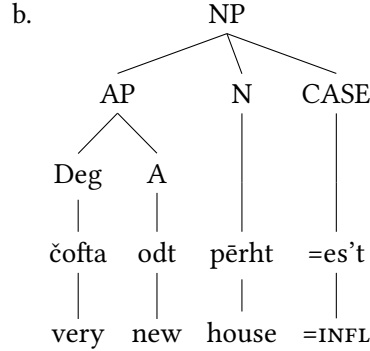 b. NP
AP N CASE
Deg A
čofta odt pērht =es't
very new house =INFL